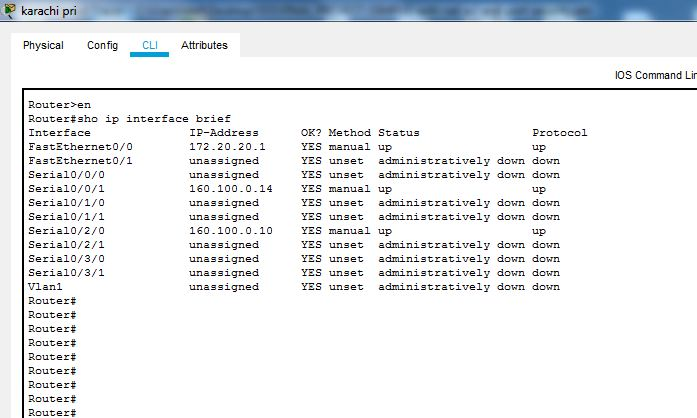 karachi pri
Physical Config CLI Attributes
IOS Command Lin
Router>en
Router#sho ip interface brief
Interface IP-Address OK? Method Status Protocol
FastEthernet0/0 172.20.20.1 YES manual up up
FastEthernet0/1 unassigned YES unset administratively down down
Serial0/0/0 unassigned YES unset administratively down down
Serial0/0/1 160.100.0.14 YES manual up up
Serial0/1/0 unassigned YES unset administratively down down
Serial0/1/1 unassigned YES unset administratively down down
Serial0/2/0 160.100.0.10 YES manual up up
Serial0/2/1 unassigned YES unset administratively down down
Serial0/3/0 unassigned YES unset administratively down down
Serial0/3/1 unassigned YES unset administratively down down
Vlan1 unassigned YES unset administratively down down
Router#
Router#
Router#
Router#
Router#
Router#
Router#
Router#
Router#